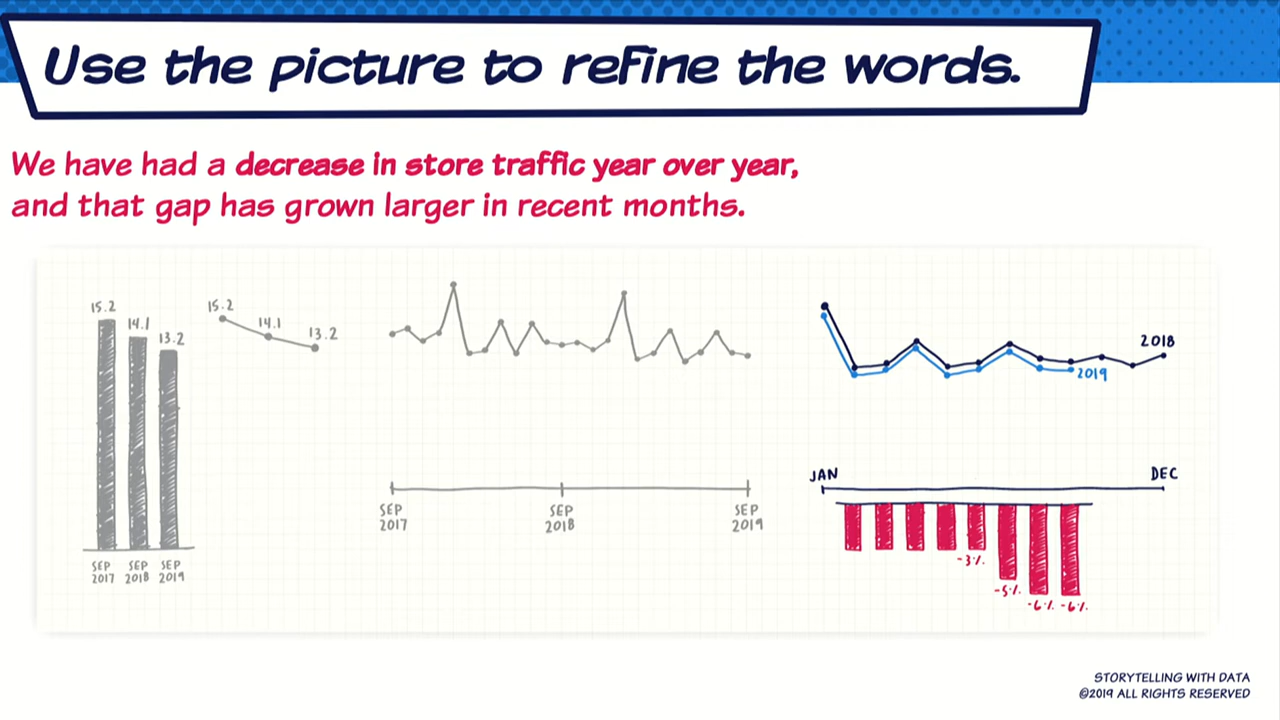 Use the picture to refine the words.
We have had a decrease in store traffic year over year,
and that gap has grown larger in recent months.
15.2
14.1
13.2
SEP
2017
SEP
2018
SEP
2019
15.2
14.1
13.2
SEP
2017
SEP
2018
SEP
2019
2018
2019
JAN
DEC
-3%
-5%
-6%
-6%
STORYTELLING WITH DATA
©2019 ALL RIGHTS RESERVED